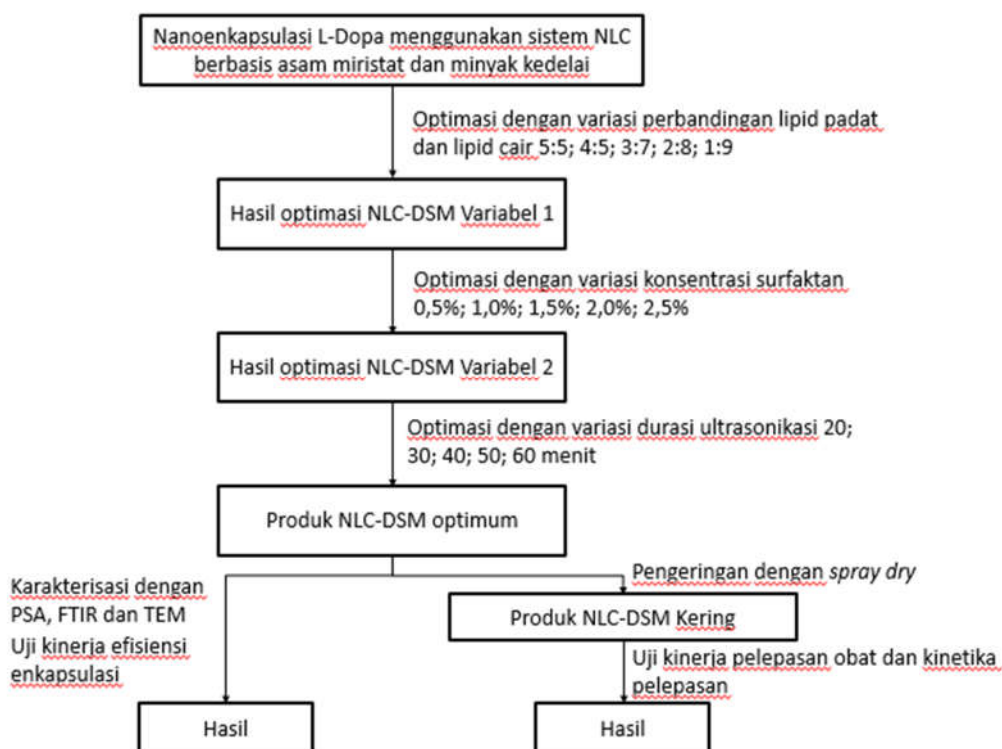 Nanoenkapsulasi L-Dopa menggunakan sistem NLC
berbasis asam miristat dan minyak kedelai
Optimasi dengan variasi perbandingan lipid padat
dan lipid cair 5:5; 4:5; 3:7; 2:8; 1:9
Hasil optimasi NLC-DSM Variabel 1
Optimasi dengan variasi konsentrasi surfaktan
0,5%; 1,0%; 1,5%; 2,0%; 2,5%
Hasil optimasi NLC-DSM Variabel 2
Optimasi dengan variasi durasi ultrasonikasi 20;
30; 40; 50; 60 menit
Produk NLC-DSM optimum
Karakterisasi dengan
PSA, FTIR dan TEM
Uji kinerja efisiensi
enkapsulasi
Hasil
Pengeringan dengan spray dry
Produk NLC-DSM Kering
Uji kinerja pelepasan obat dan kinetika
pelepasan
Hasil